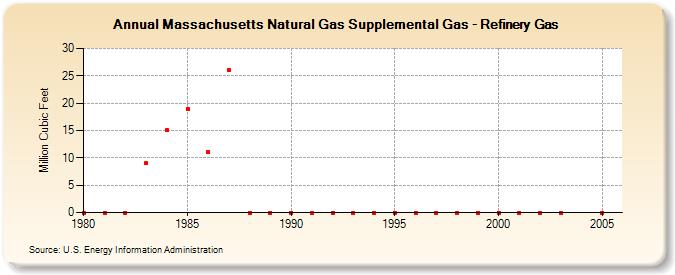 Annual Massachusetts Natural Gas Supplemental Gas - Refinery Gas
Million Cubic Feet
30
25
20
15
10
5
0
1980 1985 1990 1995 2000 2005
Source: U.S. Energy Information Administration